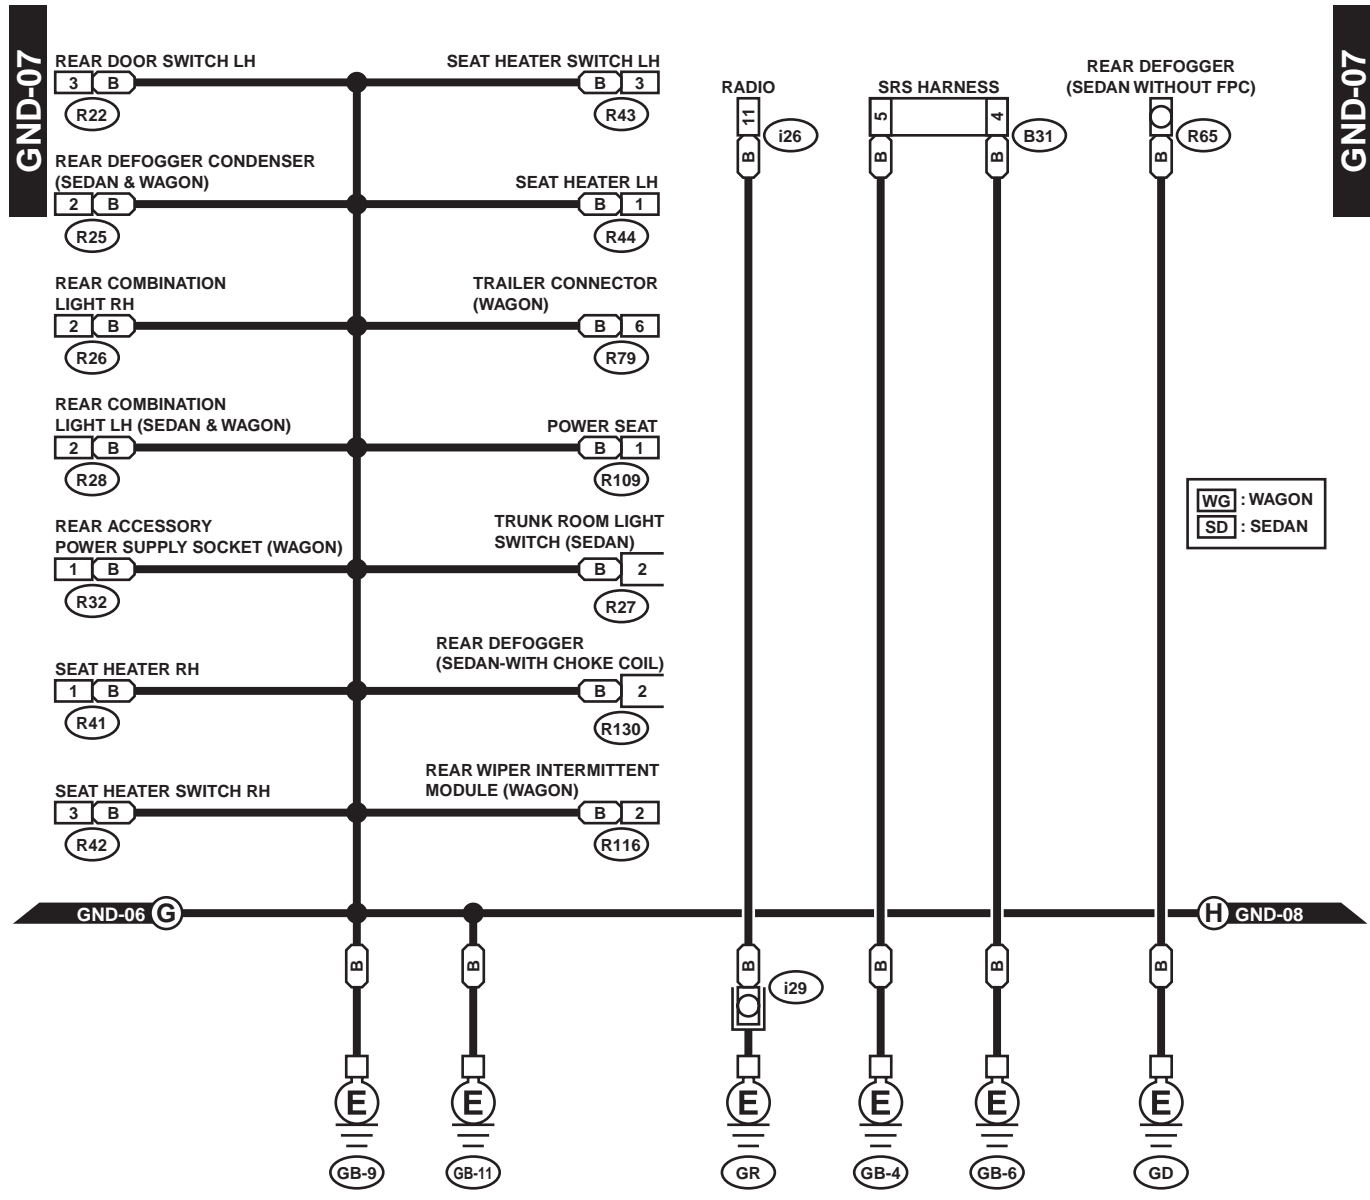 GND-07
GND-07
REAR DOOR SWITCH LH
3 B
R22
SEAT HEATER SWITCH LH
B 3
R43
REAR DEFOGGER CONDENSER
(SEDAN & WAGON)
2 B
R25
SEAT HEATER LH
B 1
R44
REAR COMBINATION
LIGHT RH
2 B
R26
TRAILER CONNECTOR
(WAGON)
B 6
R79
REAR COMBINATION
LIGHT LH (SEDAN & WAGON)
2 B
R28
POWER SEAT
B 1
R109
REAR ACCESSORY
POWER SUPPLY SOCKET (WAGON)
1 B
R32
TRUNK ROOM LIGHT
SWITCH (SEDAN)
B 2
R27
SEAT HEATER RH
1 B
R41
REAR DEFOGGER
(SEDAN-WITH CHOKE COIL)
B 2
R130
SEAT HEATER SWITCH RH
3 B
R42
REAR WIPER INTERMITTENT
MODULE (WAGON)
B 2
R116
RADIO
11
i26
B
SRS HARNESS
5
4
B31
B
B
REAR DEFOGGER
(SEDAN WITHOUT FPC)
R65
B
WG : WAGON
SD : SEDAN
GND-06 G
H GND-08
B
B
B
i29
B
B
B
E
E
E
E
E
E
GB-9
GB-11
GR
GB-4
GB-6
GD